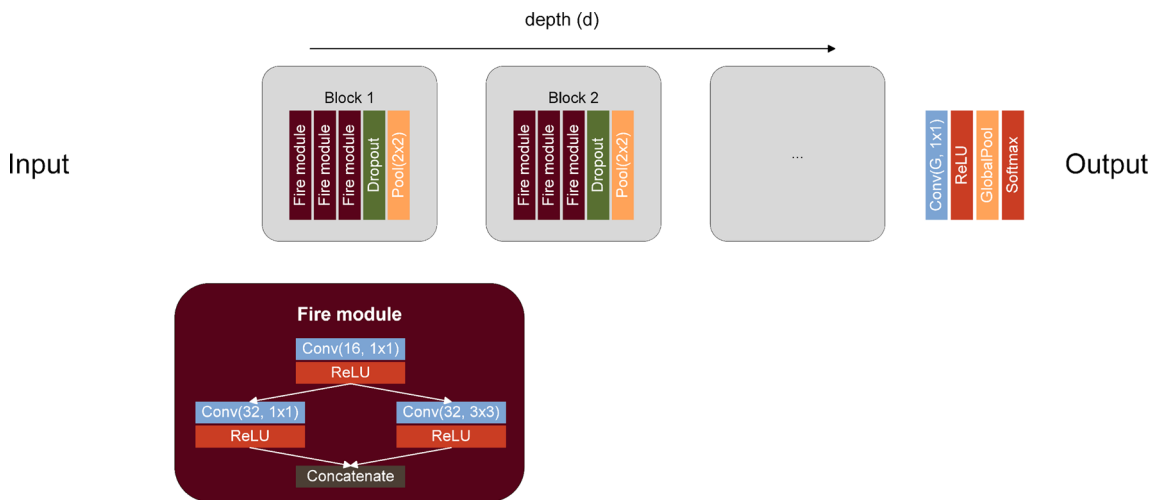 depth (d)
Block 1
Block 2
Fire module
Fire module
Fire module
Dropout
Pool(2x2)
Fire module
Fire module
Fire module
Dropout
Pool(2x2)
...
Conv(G, 1x1)
ReLU
GlobalPool
Softmax
Input
Output
Fire module
Conv(16, 1x1)
ReLU
Conv(32, 1x1)
Conv(32, 3x3)
ReLU
ReLU
Concatenate